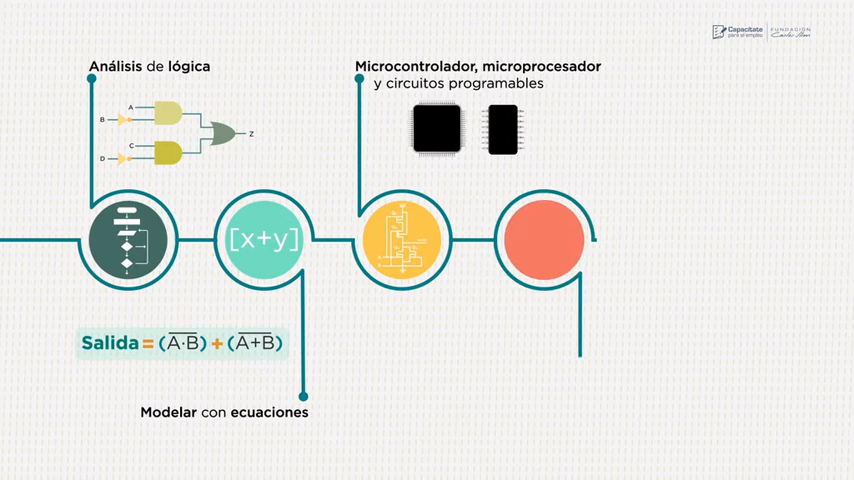 Capacítate
para el empleo
FUNDACIÓN
Carlos Slim
Análisis de lógica
Microcontrolador, microprocesador
y circuitos programables
A
B
C
D
Z
[x+y]
Salida = (A·B) + (A+B)
Modelar con ecuaciones